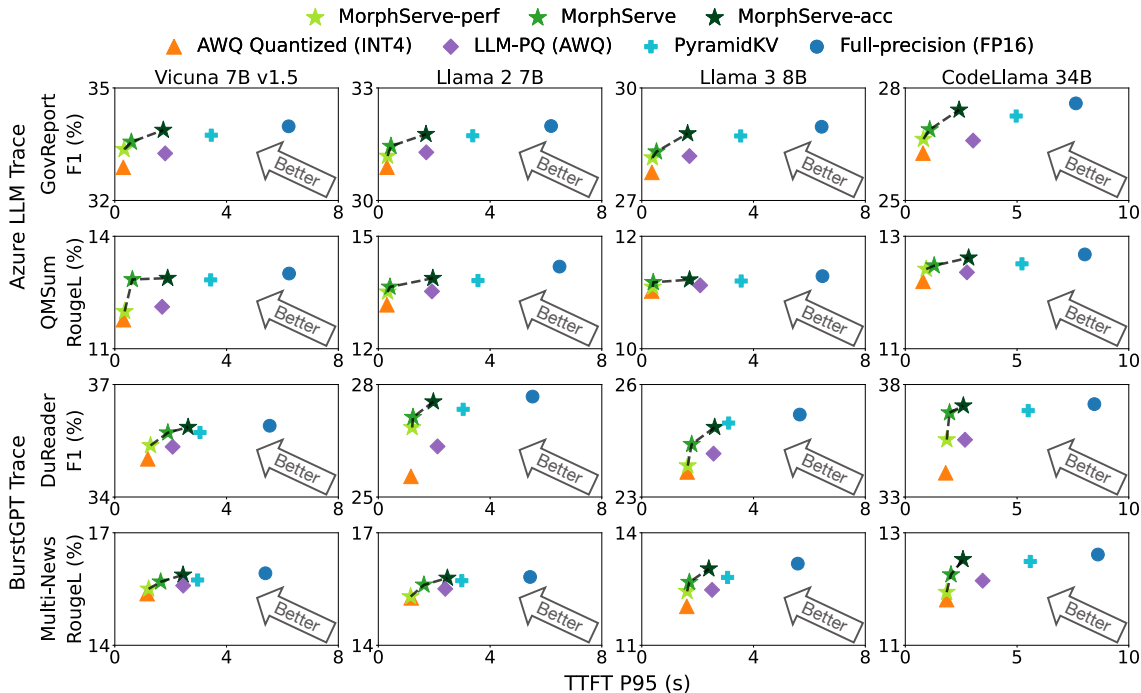 MorphServe-perf MorphServe MorphServe-acc
AWQ Quantized (INT4) LLM-PQ (AWQ) PyramidKV Full-precision (FP16)
Vicuna 7B v1.5 Llama 2 7B Llama 3 8B CodeLlama 34B
Azure LLM Trace
GovReport
F1 (%)
35
32
0 4 8
Better
33
30
0 4 8
Better
30
27
0 4 8
Better
28
25
0 5 10
Better
QMSum
RougeL (%)
14
11
0 4 8
Better
15
12
0 4 8
Better
12
10
0 4 8
Better
13
11
0 5 10
Better
BurstGPT Trace
DuReader
F1 (%)
37
34
0 4 8
Better
28
25
0 4 8
Better
26
23
0 4 8
Better
38
33
0 5 10
Better
Multi-News
RougeL (%)
17
14
0 4 8
Better
17
14
0 4 8
Better
14
11
0 4 8
Better
13
11
0 5 10
Better
TTFT P95 (s)